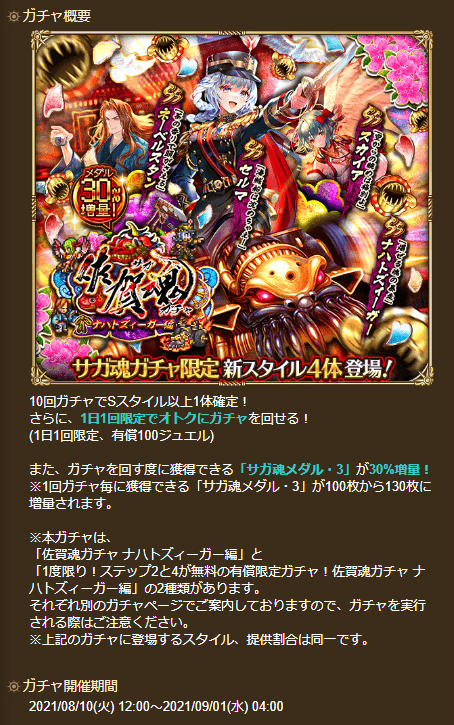 ガチャ概要
SS
ネーベルスタン
SS
セルマ
SS
スウィア
SS
ナハトズィーガー
メダル
30%
増量!
サガ
佐賀魂
ガチャ
ナハトズィーガー編
サガ魂ガチャ限定 新スタイル4体 登場!
10回ガチャでSスタイル以上1体確定!
さらに、1日1回限定でオトクにガチャを回せる!
(1日1回限定、有償100ジュエル)
また、ガチャを回す度に獲得できる「サガ魂メダル・3」が30%増量!
※1回ガチャ毎に獲得できる「サガ魂メダル・3」が100枚から130枚に
増量されます。
※本ガチャは、
「佐賀魂ガチャ ナハトズィーガー編」と
「1度限り!ステップ2と4が無料の有償限定ガチャ!佐賀魂ガチャ ナ
ハトズィーガー編」の2種類があります。
それぞれ別のガチャページでご案内しておりますので、ガチャを実行
される際はご注意ください。
※上記のガチャに登場するスタイル、提供割合は同一です。
ガチャ開催期間
2021/08/10(火) 12:00～2021/09/01(水) 04:00